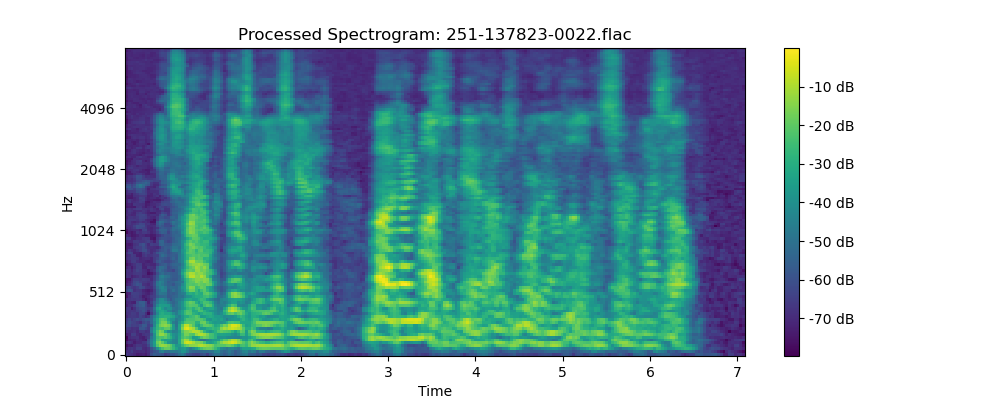 Processed Spectrogram: 251-137823-0022.flac
Hz
4096
2048
1024
512
0
0 1 2 3 4 5 6 7
Time
-10 dB
-20 dB
-30 dB
-40 dB
-50 dB
-60 dB
-70 dB